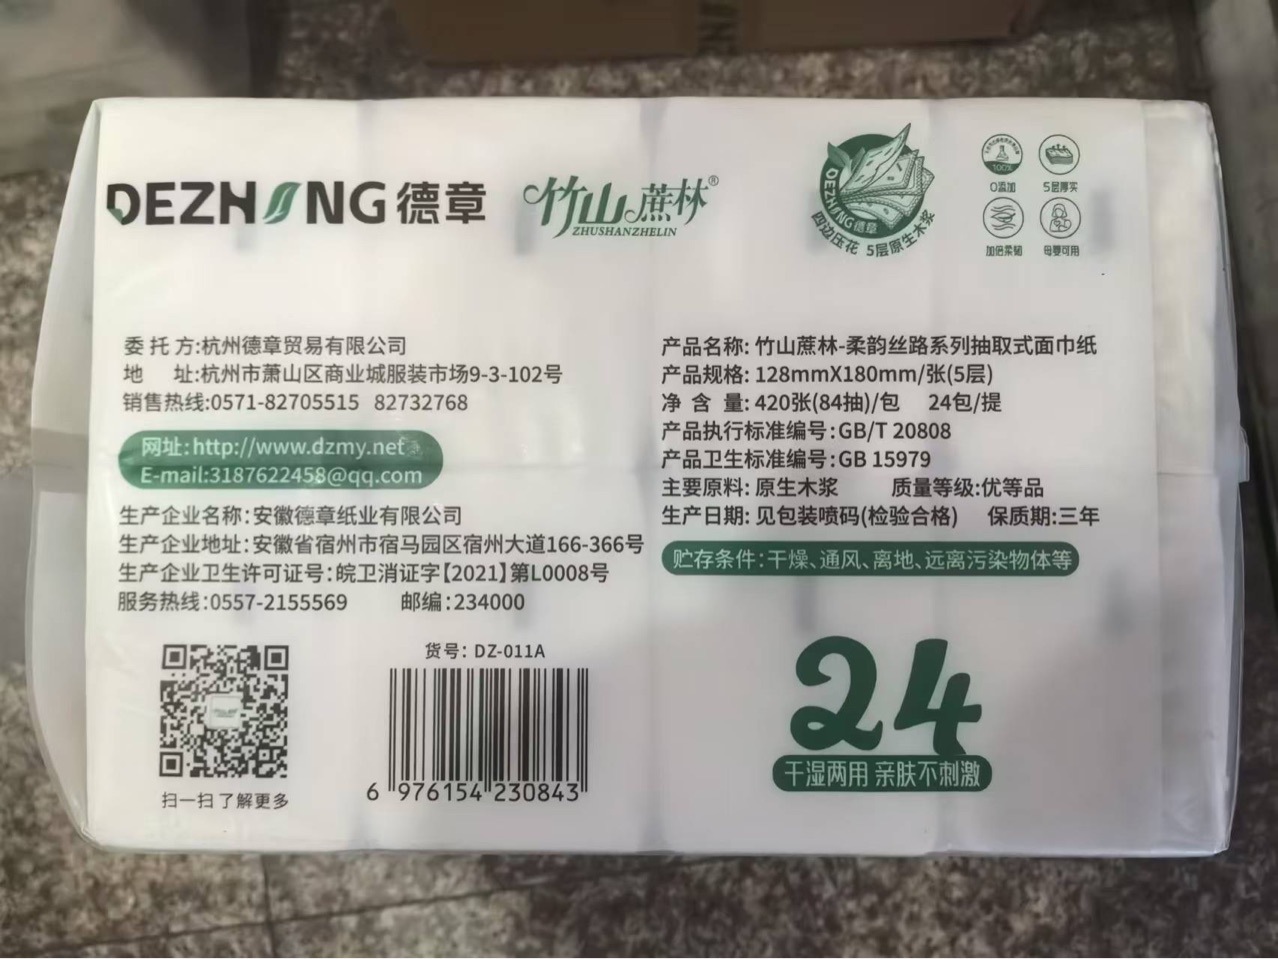 DEZHANG德章
竹山蔗林®
ZHUSHANZHELIN
DEZHANG德章
四边压花 5层原生木浆
100%
0添加
5层厚实
加倍柔韧
母婴可用
委托方:杭州德章贸易有限公司
地 址:杭州市萧山区商业城服装市场9-3-102号
销售热线:0571-82705515 82732768
网址:http://www.dzmy.net
E-mail:3187622458@qq.com
生产企业名称:安徽德章纸业有限公司
生产企业地址:安徽省宿州市宿马园区宿州大道166-366号
生产企业卫生许可证号:皖卫消证字【2021】第L0008号
服务热线:0557-2155569 邮编:234000
产品名称:竹山蔗林-柔韵丝路系列抽取式面巾纸
产品规格:128mmX180mm/张(5层)
净含量:420张(84抽)/包 24包/提
产品执行标准编号:GB/T 20808
产品卫生标准编号:GB 15979
主要原料:原生木浆 质量等级:优等品
生产日期:见包装喷码(检验合格) 保质期:三年
贮存条件:干燥、通风、离地、远离污染物体等
扫一扫 了解更多
货号:DZ-011A
6 976154 230843
24
干湿两用 亲肤不刺激